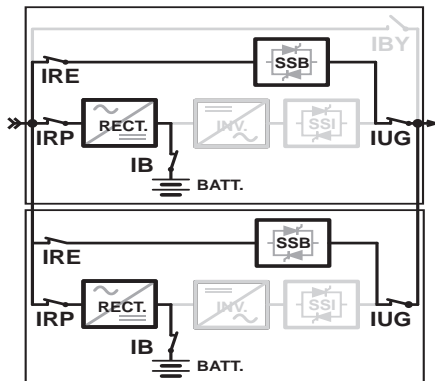 IBY
SSB
IRE
RECT.
INV.
SSI
IRP
IUG
IB
BATT.
SSB
IRE
RECT.
INV.
SSI
IRP
IUG
IB
BATT.